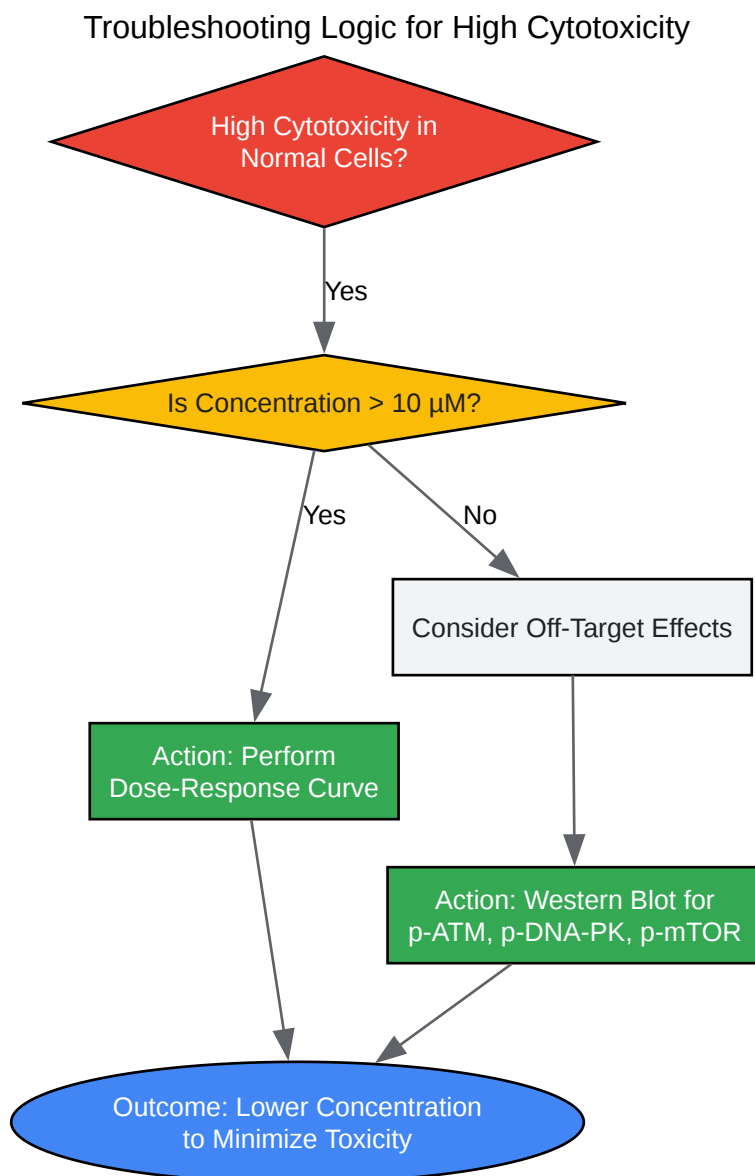 Troubleshooting Logic for High Cytotoxicity
High Cytotoxicity in
Normal Cells?
Yes
Is Concentration > 10 µM?
Yes
No
Consider Off-Target Effects
Action: Perform
Dose-Response Curve
Action: Western Blot for
p-ATM, p-DNA-PK, p-mTOR
Outcome: Lower Concentration
to Minimize Toxicity